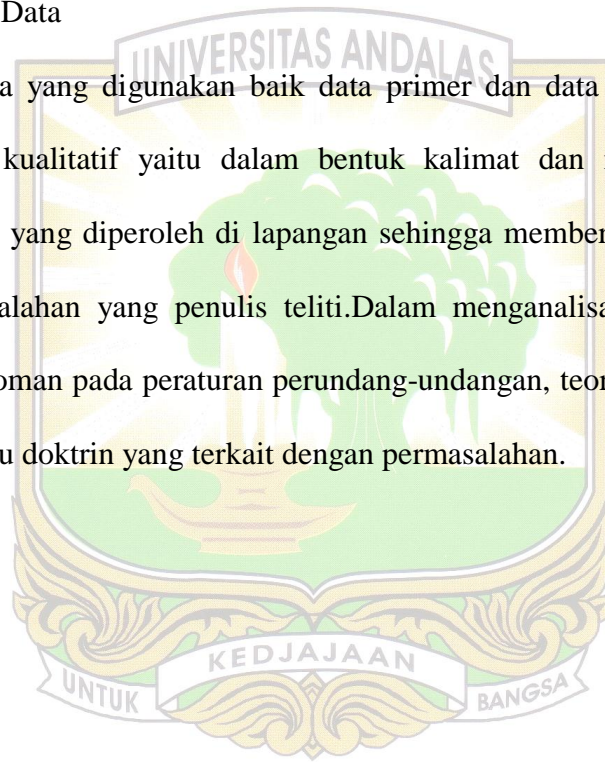 Data
UNIVERSITAS ANDALAS
a yang digunakan baik data primer dan data
kualitatif yaitu dalam bentuk kalimat dan
yang diperoleh di lapangan sehingga member
alahan yang penulis teliti.Dalam menganalisa
oman pada peraturan perundang-undangan, teor
u doktrin yang terkait dengan permasalahan.
UNTUK KEDJAJAAN BANGSA